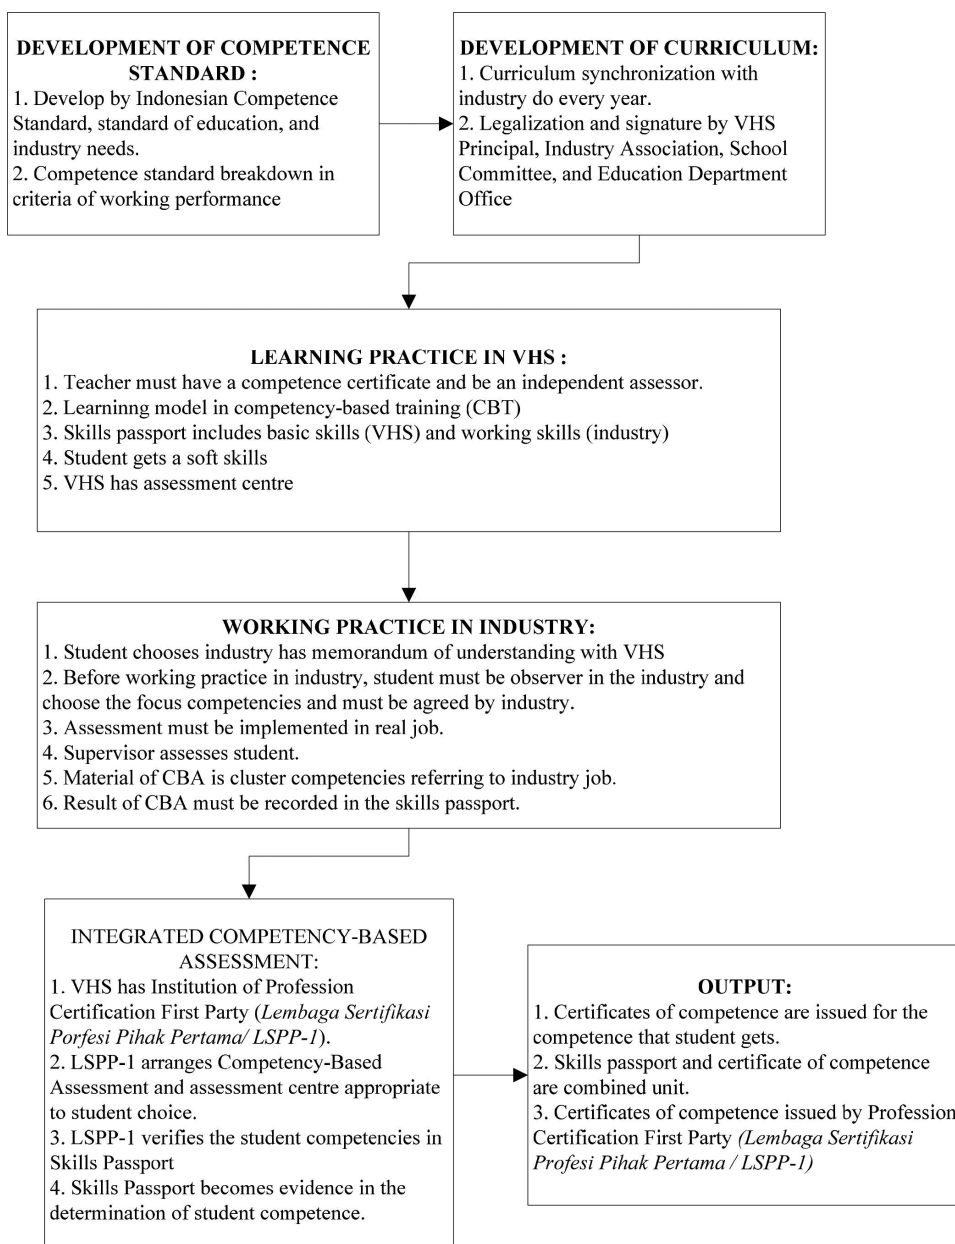 DEVELOPMENT OF COMPETENCE
STANDARD :
1. Develop by Indonesian Competence
Standard, standard of education, and
industry needs.
2. Competence standard breakdown in
criteria of working performance
DEVELOPMENT OF CURRICULUM:
1. Curriculum synchronization with
industry do every year.
2. Legalization and signature by VHS
Principal, Industry Association, School
Committee, and Education Department
Office
LEARNING PRACTICE IN VHS :
1. Teacher must have a competence certificate and be an independent assessor.
2. Learninng model in competency-based training (CBT)
3. Skills passport includes basic skills (VHS) and working skills (industry)
4. Student gets a soft skills
5. VHS has assessment centre
WORKING PRACTICE IN INDUSTRY:
1. Student chooses industry has memorandum of understanding with VHS
2. Before working practice in industry, student must be observer in the industry and
choose the focus competencies and must be agreed by industry.
3. Assessment must be implemented in real job.
4. Supervisor assesses student.
5. Material of CBA is cluster competencies referring to industry job.
6. Result of CBA must be recorded in the skills passport.
INTEGRATED COMPETENCY-BASED
ASSESSMENT:
1. VHS has Institution of Profession
Certification First Party (Lembaga Sertifikasi
Porfesi Pihak Pertama/ LSPP-1).
2. LSPP-1 arranges Competency-Based
Assessment and assessment centre appropriate
to student choice.
3. LSPP-1 verifies the student competencies in
Skills Passport
4. Skills Passport becomes evidence in the
determination of student competence.
OUTPUT:
1. Certificates of competence are issued for the
competence that student gets.
2. Skills passport and certificate of competence
are combined unit.
3. Certificates of competence issued by Profession
Certification First Party (Lembaga Sertifikasi
Profesi Pihak Pertama / LSPP-1)